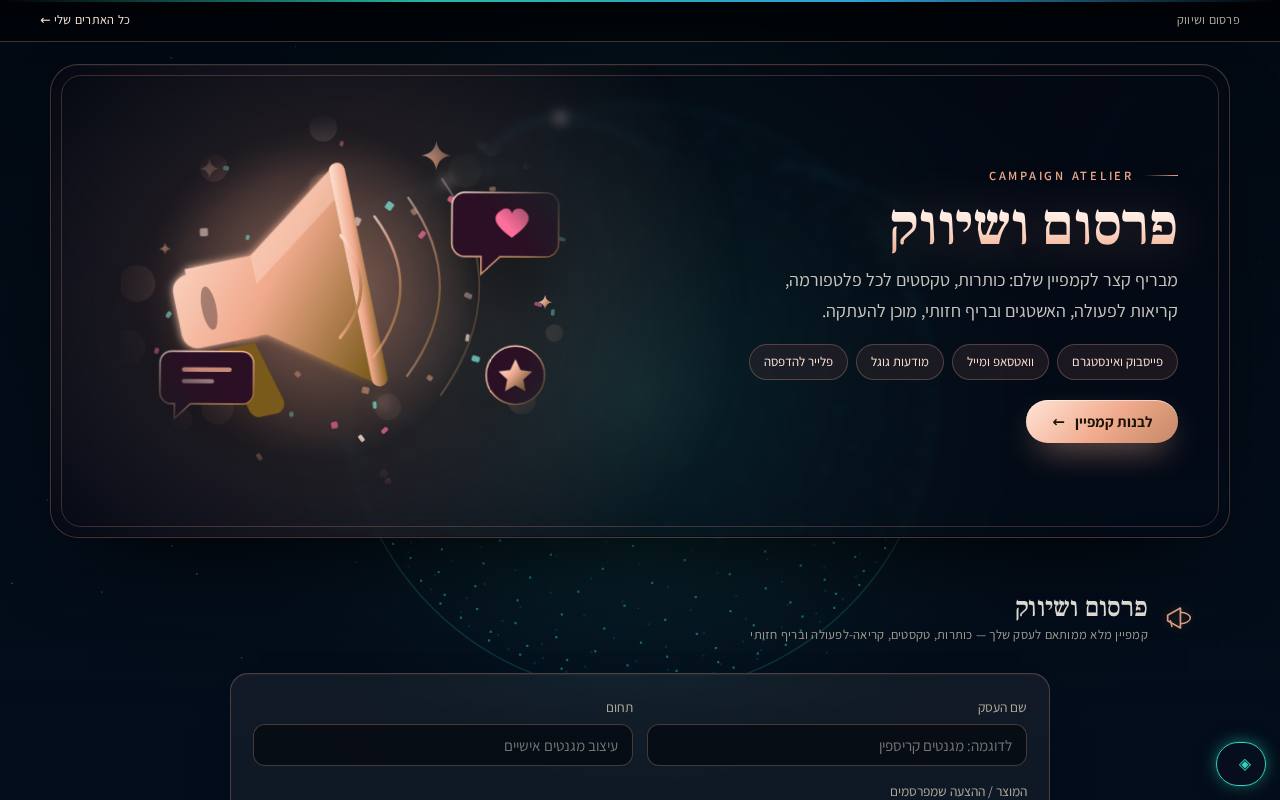 פרסום ושיווק
כל האתרים שלי ←
CAMPAIGN ATELIER
פרסום ושיווק
מבריף קצר לקמפיין שלם: כותרות, טקסטים לכל פלטפורמה,
קריאות לפעולה, האשטגים ובריף חזותי, מוכן להעתקה.
פייסבוק ואינסטגרם
וואטסאפ ומייל
מודעות גוגל
פלייר להדפסה
לבנות קמפיין ←
פרסום ושיווק
קמפיין מלא ממותאם לעסק שלך — כותרות, טקסטים, קריאה-לפעולה ובריף חזותי
שם העסק
תחום
לדוגמה: מגנטים קריספין
עיצוב מגנטים אישיים
המוצר / ההצעה שמפרסמים